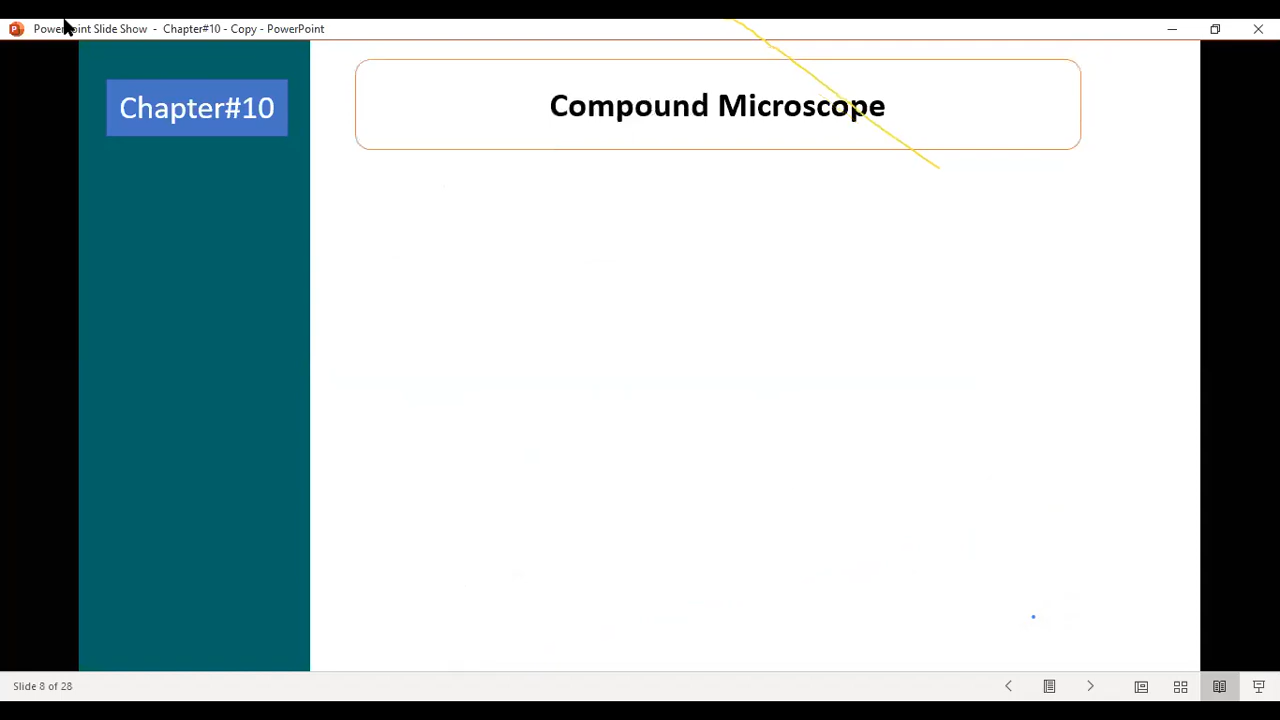 PowerPoint Slide Show - Chapter#10 - Copy - PowerPoint
Chapter#10
Compound Microscope
Slide 8 of 28